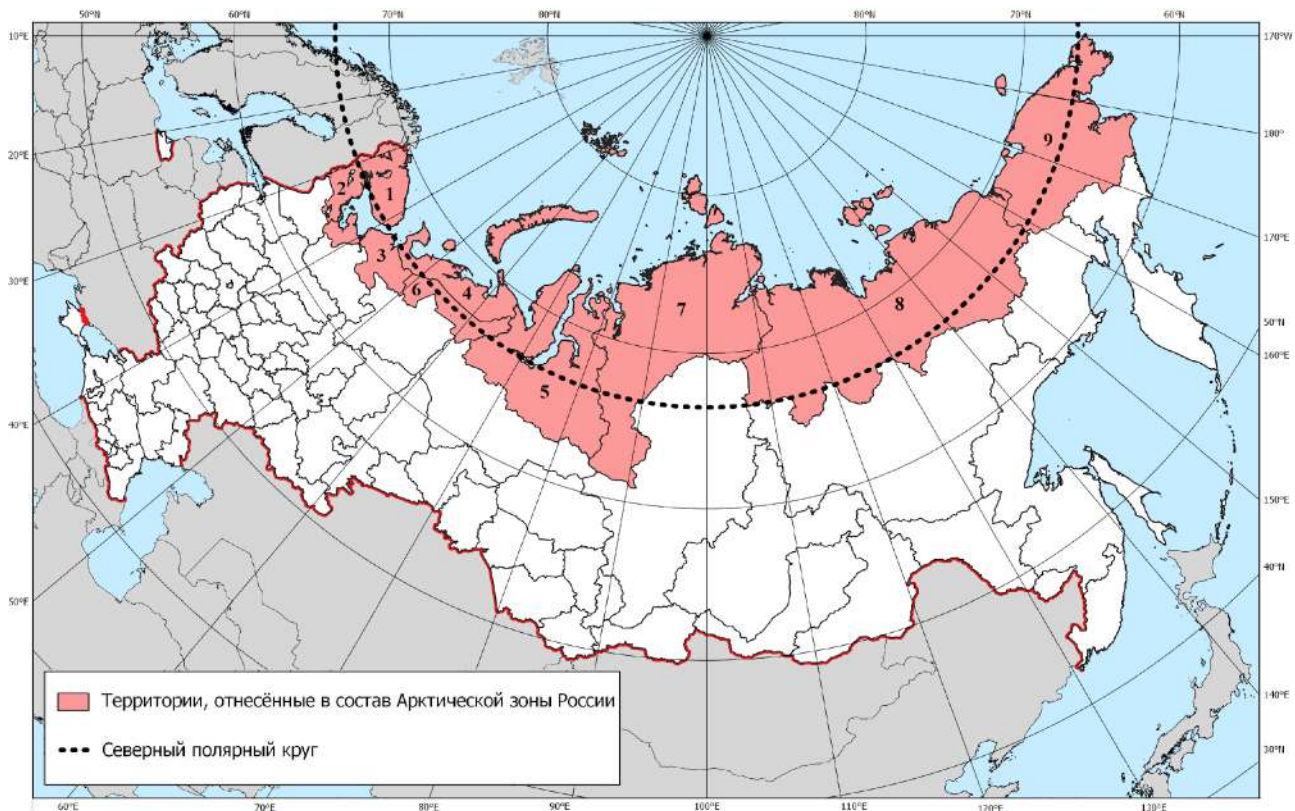 50°N 60°N 70°N 80°N 80°N 70°N 60°N
10°E 170°W
20°E 180°
30°E 170°E
40°E 50°N
160°E
50°E 150°E
40°N
140°E
30°N
60°E 70°E 80°E 90°E 100°E 110°E 120°E 130°E
1
2
3
4
5
6
7
8
9
Территории, отнесённые в состав Арктической зоны России
Северный полярный круг